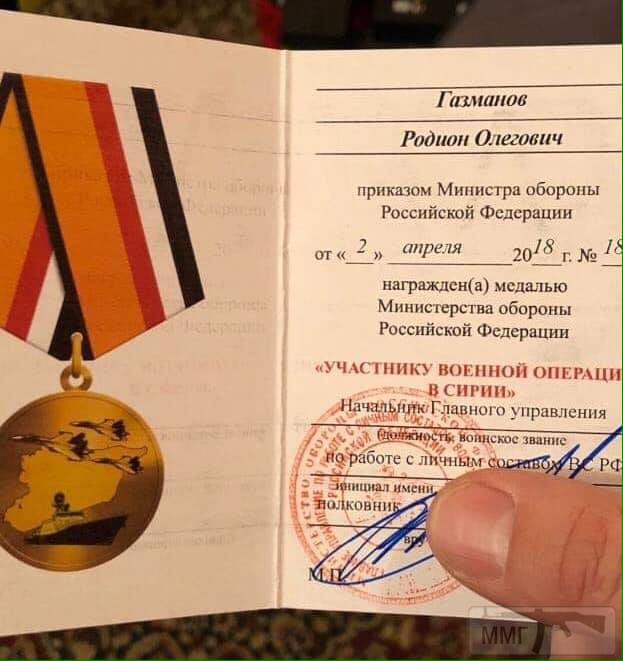 Газманов
Родион Олегович
приказом Министра обороны
Российской Федерации
от « 2 » апреля 2018 г. № 18
награжден(а) медалью
Министерства обороны
Российской Федерации
«УЧАСТНИКУ ВОЕННОЙ ОПЕРАЦИ
В СИРИИ»
Начальник Главного управления
(должность, воинское звание
по работе с личным составом ВС РФ
инициал имени,
полковник
вру
М.П.
ММГ